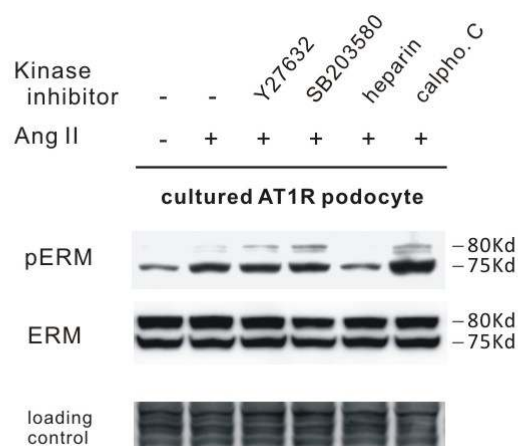 Kinase inhibitor - - Y27632 SB203580 heparin calpho. C
Ang II - + + + + +
cultured AT1R podocyte
pERM
-80Kd
-75Kd
ERM
-80Kd
-75Kd
loading
control